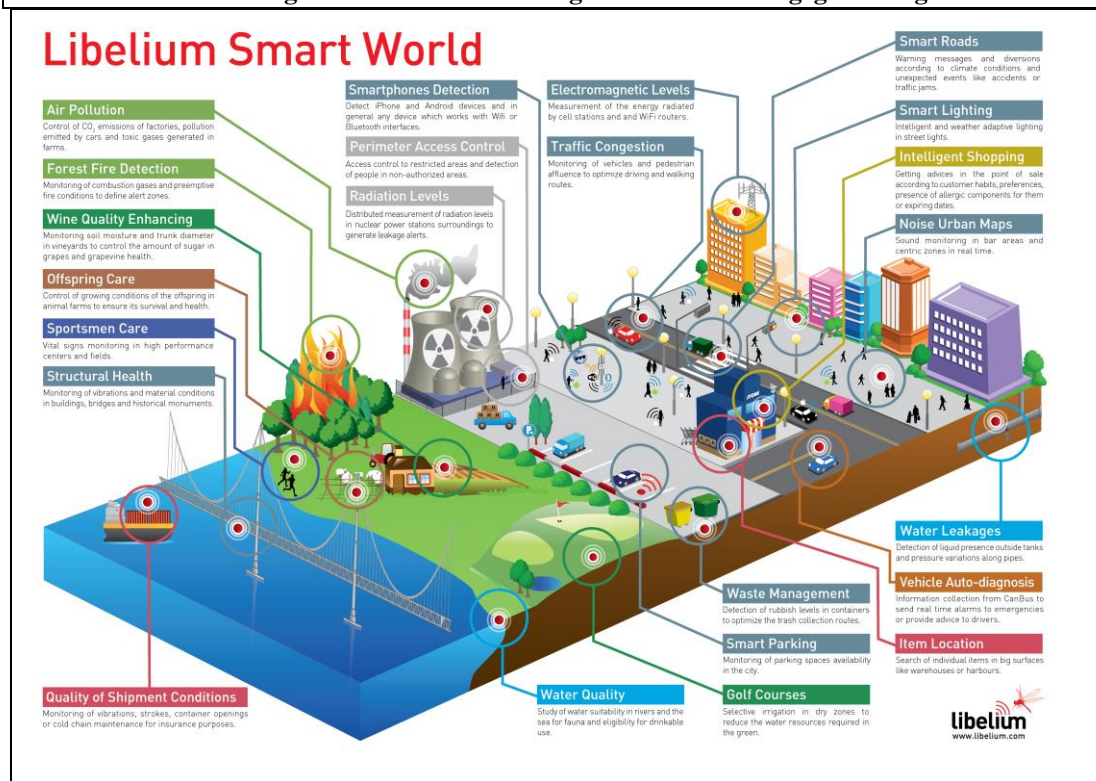 Libelium Smart World
Air Pollution
Control of CO₂ emissions of factories, pollution
emitted by cars and toxic gases generated in
farms.
Forest Fire Detection
Monitoring of combustion gases and preemptive
fire conditions to define alert zones.
Wine Quality Enhancing
Monitoring soil moisture and trunk diameter
in vineyards to control the amount of sugar in
grapes and grapevine health.
Offspring Care
Control of growing conditions of the offspring in
animal farms to ensure its survival and health.
Sportsmen Care
Vital signs monitoring in high performance
centers and fields.
Structural Health
Monitoring of vibrations and material conditions
in buildings, bridges and historical monuments.
Quality of Shipment Conditions
Monitoring of vibrations, strokes, container openings
or cold chain maintenance for insurance purposes.
Smartphones Detection
Detect iPhone and Android devices and in
general any device which works with Wifi or
Bluetooth interfaces.
Perimeter Access Control
Access control to restricted areas and detection
of people in non-authorized areas.
Radiation Levels
Distributed measurement of radiation levels
in nuclear power stations surroundings to
generate leakage alerts.
Electromagnetic Levels
Measurement of the energy radiated
by cell stations and and WiFi routers.
Traffic Congestion
Monitoring of vehicles and pedestrian
affluence to optimize driving and walking
routes.
Smart Roads
Warning messages and diversions
according to climate conditions and
unexpected events like accidents or
traffic jams.
Smart Lighting
Intelligent and weather adaptive lighting
in street lights.
Intelligent Shopping
Getting advices in the point of sale
according to customer habits, preferences,
presence of allergic components for them
or expiring dates.
Noise Urban Maps
Sound monitoring in bar areas and
centric zones in real time.
Water Leakages
Detection of liquid presence outside tanks
and pressure variations along pipes.
Vehicle Auto-diagnosis
Information collection from CanBus to
send real time alarms to emergencies
or provide advice to drivers.
Item Location
Search of individual items in big surfaces
like warehouses or harbours.
Waste Management
Detection of rubbish levels in containers
to optimize the trash collection routes.
Smart Parking
Monitoring of parking spaces availability
in the city.
Golf Courses
Selective irrigation in dry zones to
reduce the water resources required in
the green.
Water Quality
Study of water suitability in rivers and the
sea for fauna and eligibility for drinkable
use.
P
libelium
www.libelium.com